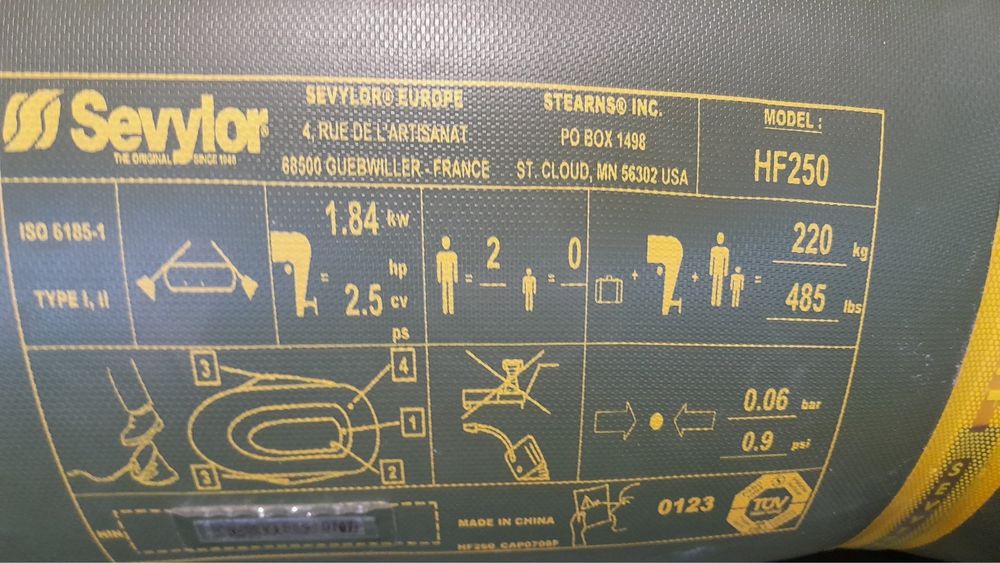 Sevylor®
THE ORIGINAL SINCE 1948
SEVYLOR® EUROPE
4, RUE DE L'ARTISANAT
68500 GUEBWILLER - FRANCE
STEARNS® INC.
PO BOX 1498
ST. CLOUD, MN 56302 USA
MODEL :
HF250
ISO 6185-1
TYPE I, II
= 1.84 kw
2.5 hp
cv
ps
= 2 = 0
+ + = 220 kg
485 lbs
3 4
1
3 2
0.06 bar
0.9 psi
HIN
MADE IN CHINA
HF250
0123
TÜV
SEV